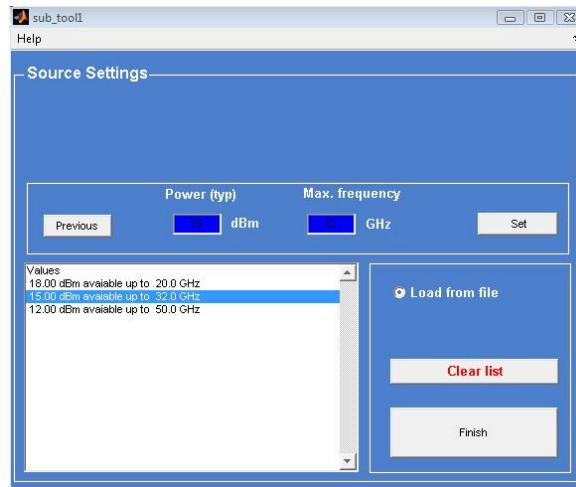 sub_tool1
Help
Source Settings
Power (typ)
Max. frequency
Previous
15
dBm
32
GHz
Set
Values
18.00 dBm avaiable up to 20.0 GHz
15.00 dBm avaiable up to 32.0 GHz
12.00 dBm avaiable up to 50.0 GHz
Load from file
Clear list
Finish